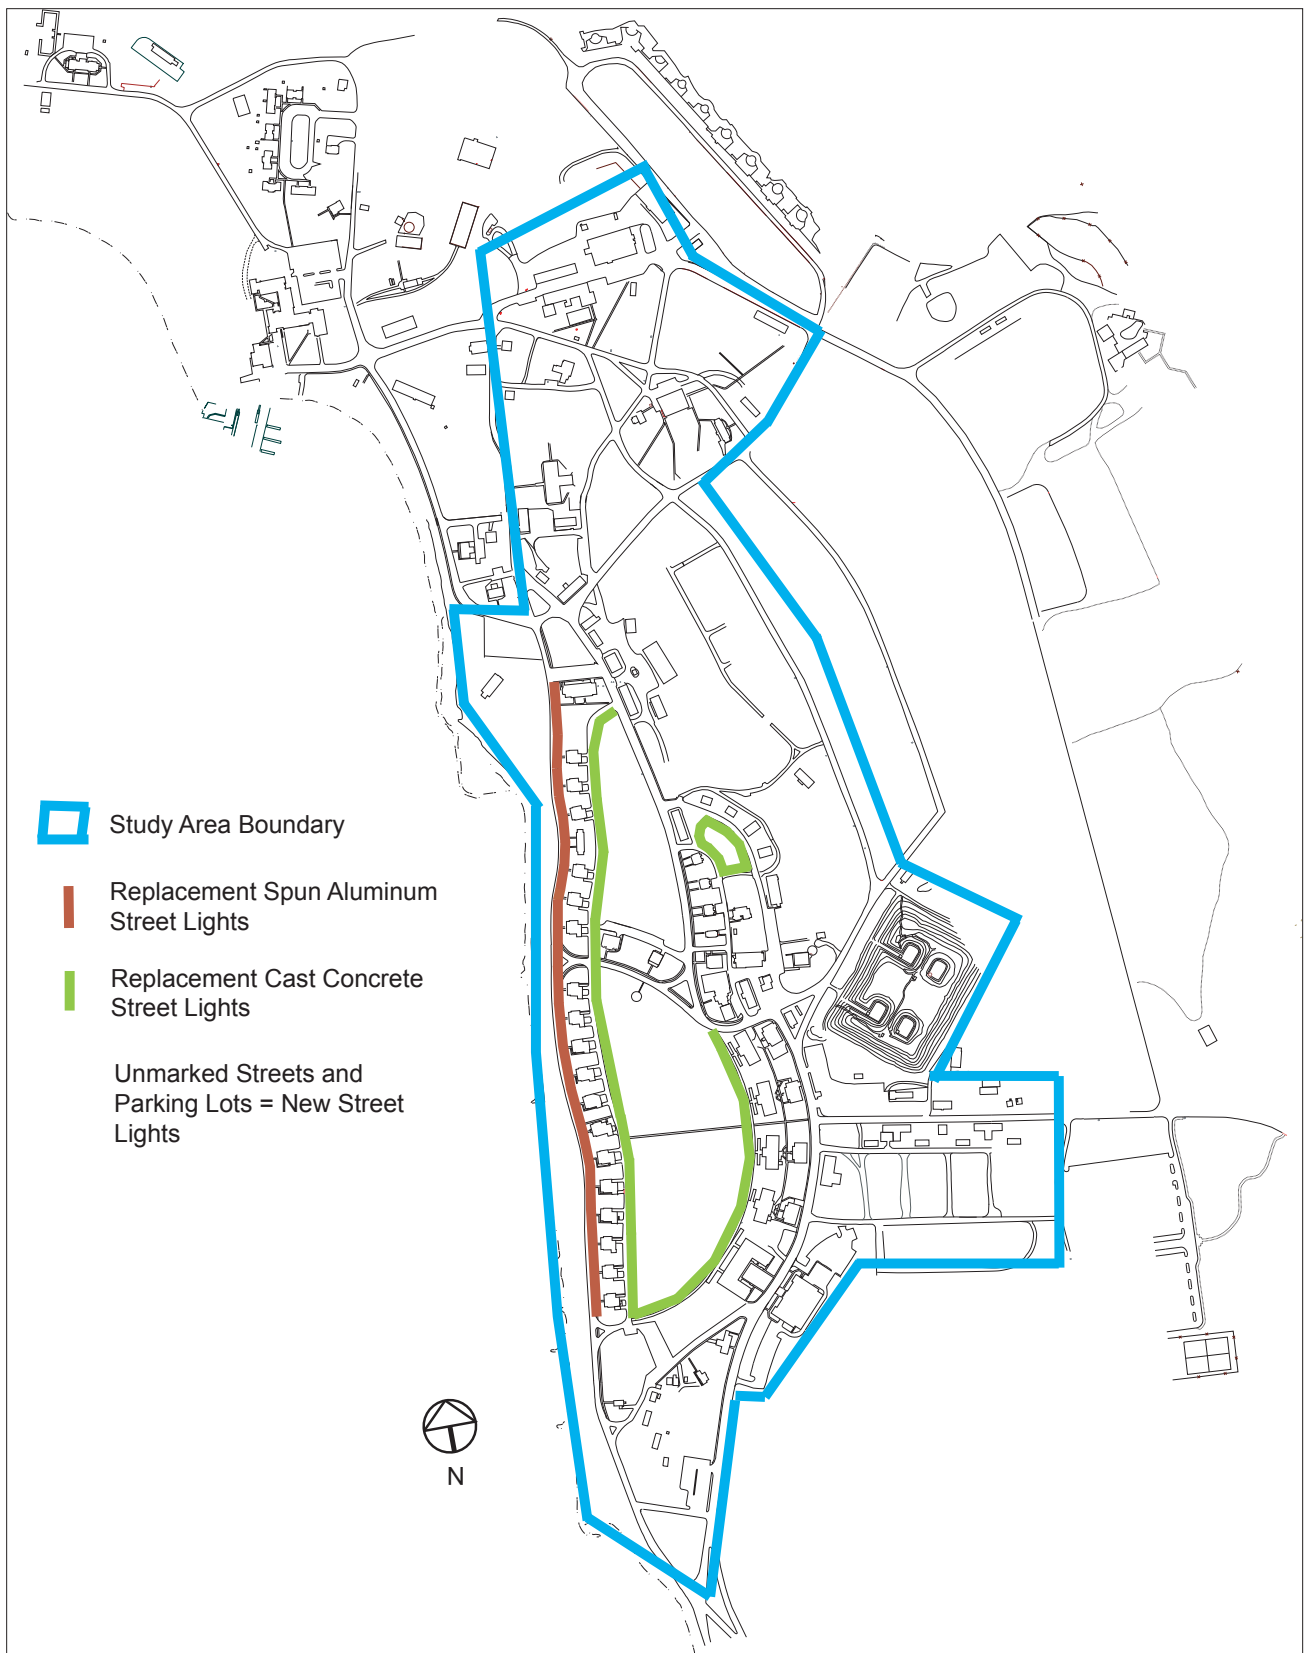 Study Area Boundary
Replacement Spun Aluminum
Street Lights
Replacement Cast Concrete
Street Lights
Unmarked Streets and
Parking Lots = New Street
Lights
N